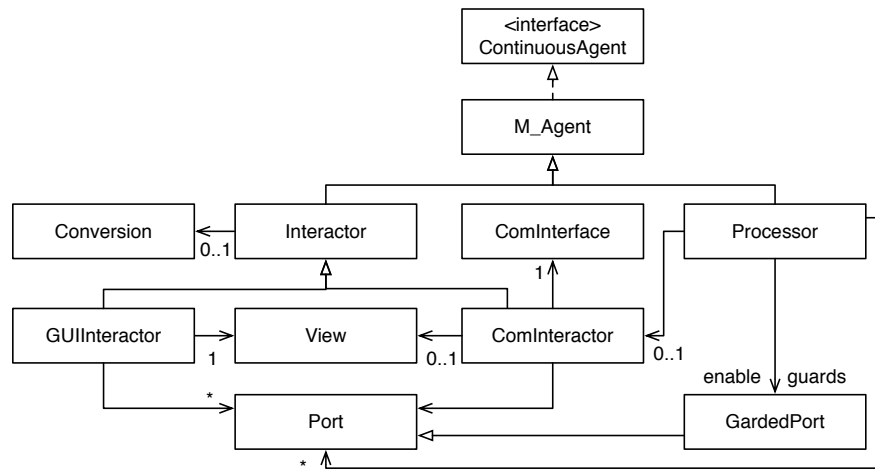 <interface>
ContinuousAgent
M_Agent
Conversion
Interactor
ComInterface
Processor
0..1
1
GUIInteractor
View
ComInteractor
1
0..1
0..1
enable guards
*
Port
GardedPort
*